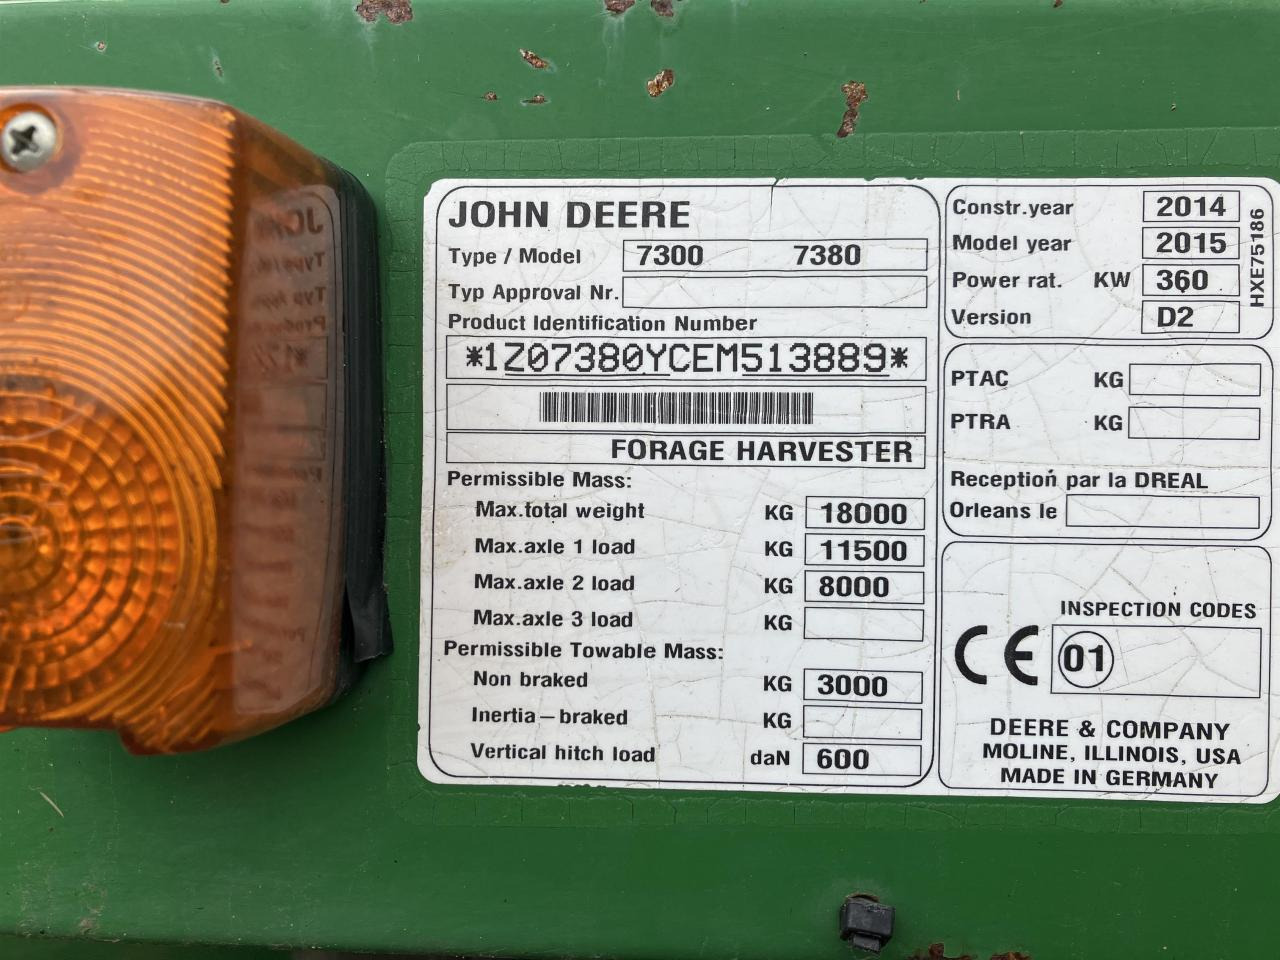 JOHN DEERE
Type / Model 7300 7380
Typ Approval Nr.
Product Identification Number
*1Z07380YCEM513889*
FORAGE HARVESTER
Permissible Mass:
Max.total weight KG 18000
Max.axle 1 load KG 11500
Max.axle 2 load KG 8000
Max.axle 3 load KG
Permissible Towable Mass:
Non braked KG 3000
Inertia – braked KG
Vertical hitch load daN 600
Constr.year 2014
Model year 2015
Power rat. KW 360
Version D2
HXE75186
PTAC KG
PTRA KG
Reception par la DREAL
Orleans le
INSPECTION CODES
CE 01
DEERE & COMPANY
MOLINE, ILLINOIS, USA
MADE IN GERMANY